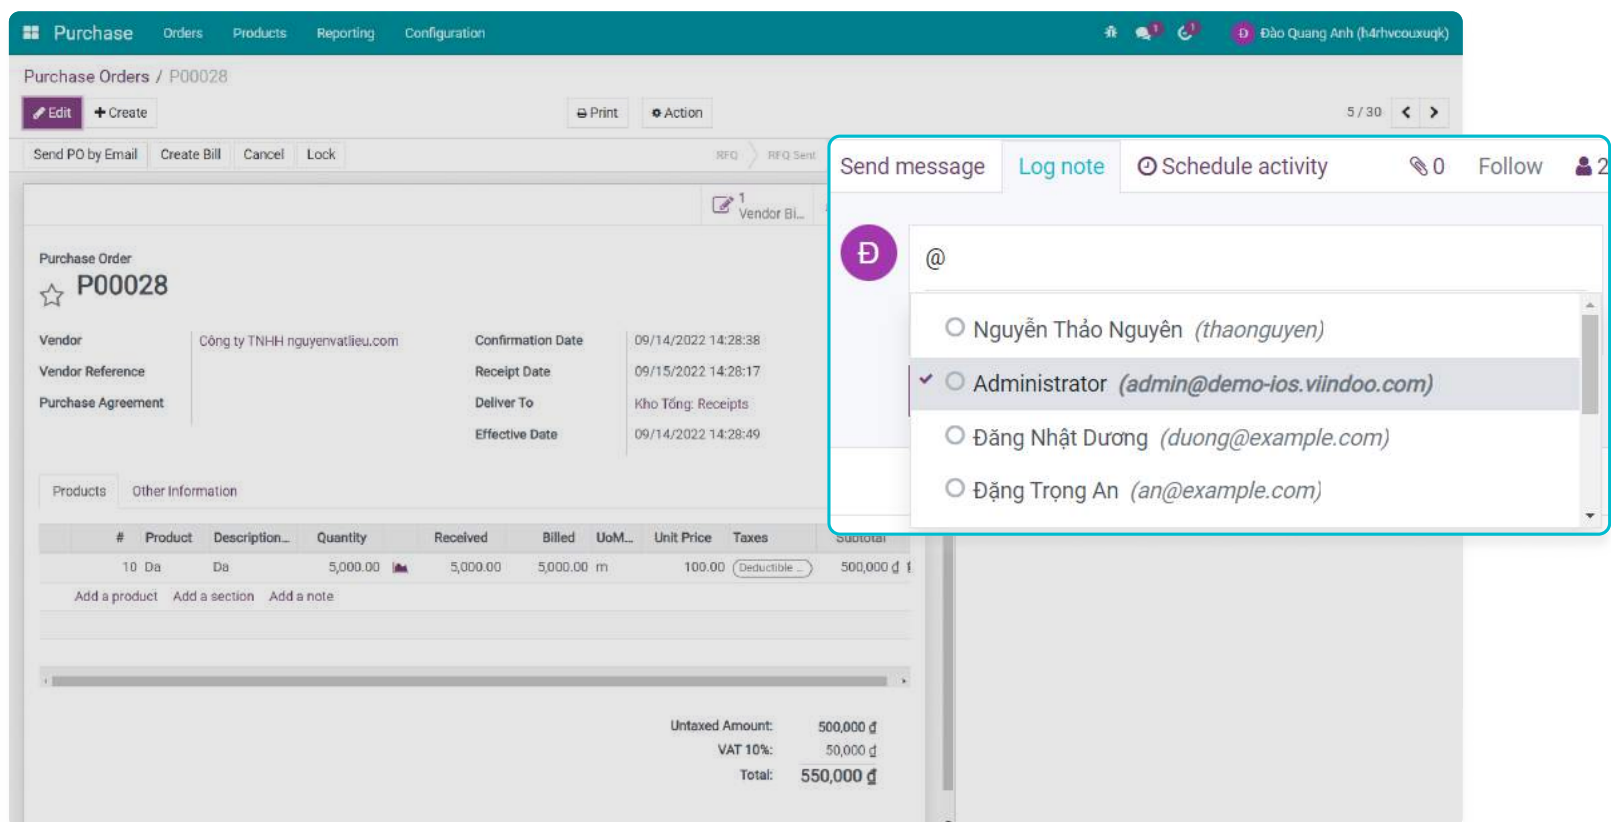 Purchase Orders Products Reporting Configuration 1 1 Đ Đào Quang Anh (h4rhvcouxuqk)
Purchase Orders / P00028
Edit Create Print Action 5 / 30
Send PO by Email Create Bill Cancel Lock RFQ RFQ Sent
1
Vendor Bi...
Purchase Order
P00028
Vendor Công ty TNHH nguyenvatlieu.com
Vendor Reference
Purchase Agreement
Confirmation Date 09/14/2022 14:28:38
Receipt Date 09/15/2022 14:28:17
Deliver To Kho Tổng: Receipts
Effective Date 09/14/2022 14:28:49
Products Other Information
# Product Description... Quantity Received Billed UoM... Unit Price Taxes Subtotal
10 Da Da 5,000.00 5,000.00 5,000.00 m 100.00 Deductible ... 500,000 ₫
Add a product Add a section Add a note
Untaxed Amount: 500,000 ₫
VAT 10%: 50,000 ₫
Total: 550,000 ₫
Send message Log note Schedule activity 0 Follow 2
Đ
@
Nguyễn Thảo Nguyên (thaonguyen)
Administrator (admin@demo-ios.viindoo.com)
Đăng Nhật Dương (duong@example.com)
Đặng Trọng An (an@example.com)